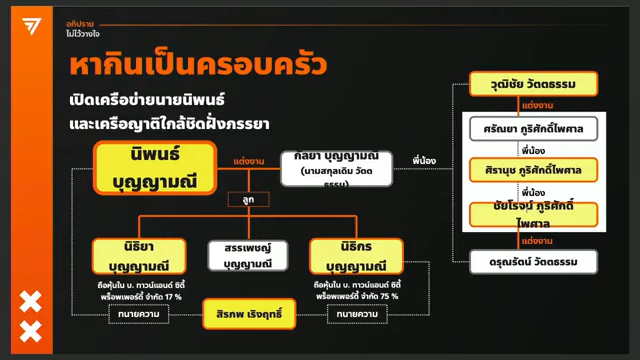 อภิปราย
ไม่ไว้วางใจ
หากินเป็นครอบครัว
เปิดเครือข่ายนายนิพนธ์
และเครือญาติใกล้ชิดฝั่งภรรยา
นิพนธ์
บุญญามณี
แต่งงาน
กัลยา บุญญามณี
(นามสกุลเดิม วัตต
ธรรม)
พี่น้อง
ลูก
นิธิยา
บุญญามณี
สรรเพชญ์
บุญญามณี
นิธิกร
บุญญามณี
ถือหุ้นใน บ. ทาวน์แอนด์ ซิตี้
พร็อพเพอร์ตี้ จำกัด 17 %
ถือหุ้นใน บ. ทาวน์แอนด์ ซิตี้
พร็อพเพอร์ตี้ จำกัด 75 %
ทนายความ
สิรภพ เริงฤทธิ์
ทนายความ
วุฒิชัย วัตตธรรม
แต่งงาน
ศรัณยา ภูริศักดิ์ไพศาล
พี่น้อง
ศิรานุช ภูริศักดิ์ไพศาล
พี่น้อง
ชัยโรจน์ ภูริศักดิ์
ไพศาล
แต่งงาน
ดรุณรัตน์ วัตตธรรม